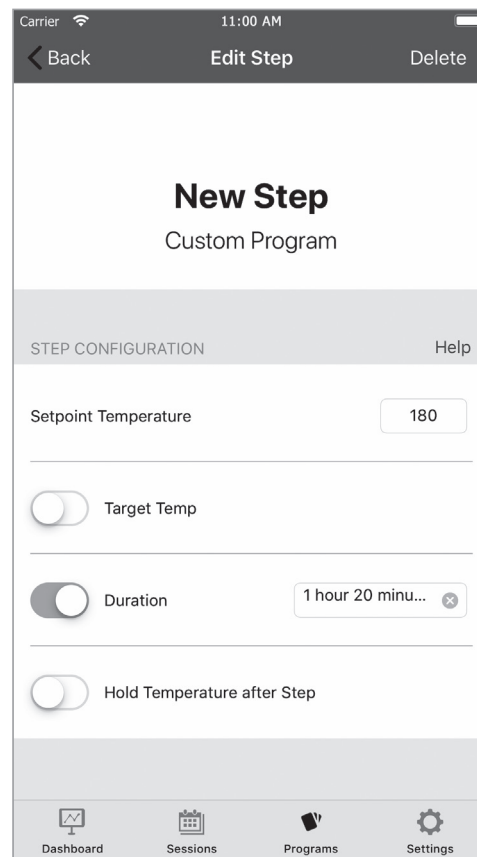 Carrier 11:00 AM
Back Edit Step Delete
New Step
Custom Program
STEP CONFIGURATION Help
Setpoint Temperature 180
Target Temp
Duration 1 hour 20 minu...
Hold Temperature after Step
Dashboard Sessions Programs Settings